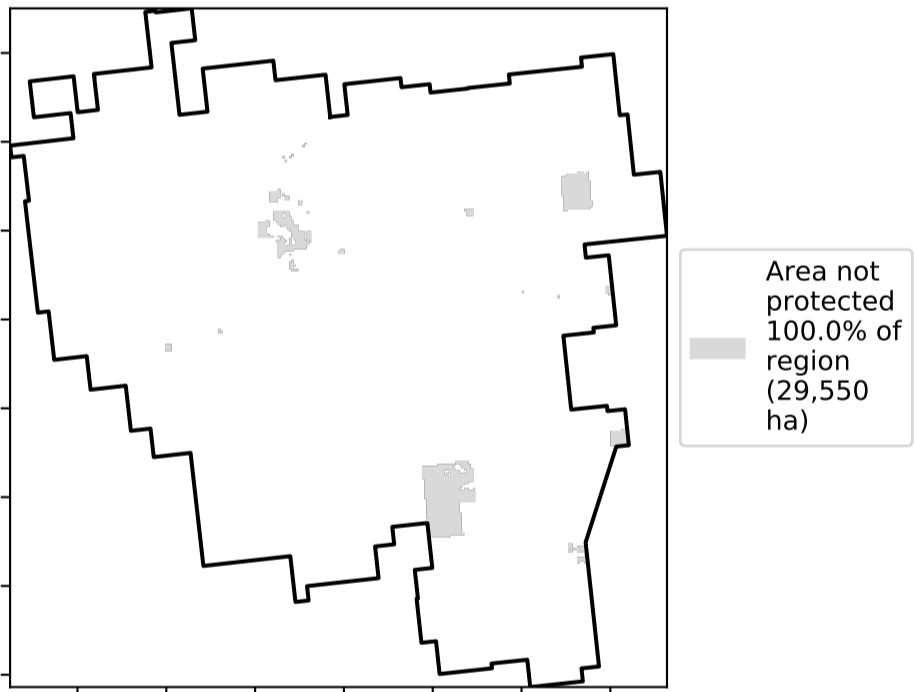 Area not
protected
100.0% of
region
(29,550
ha)